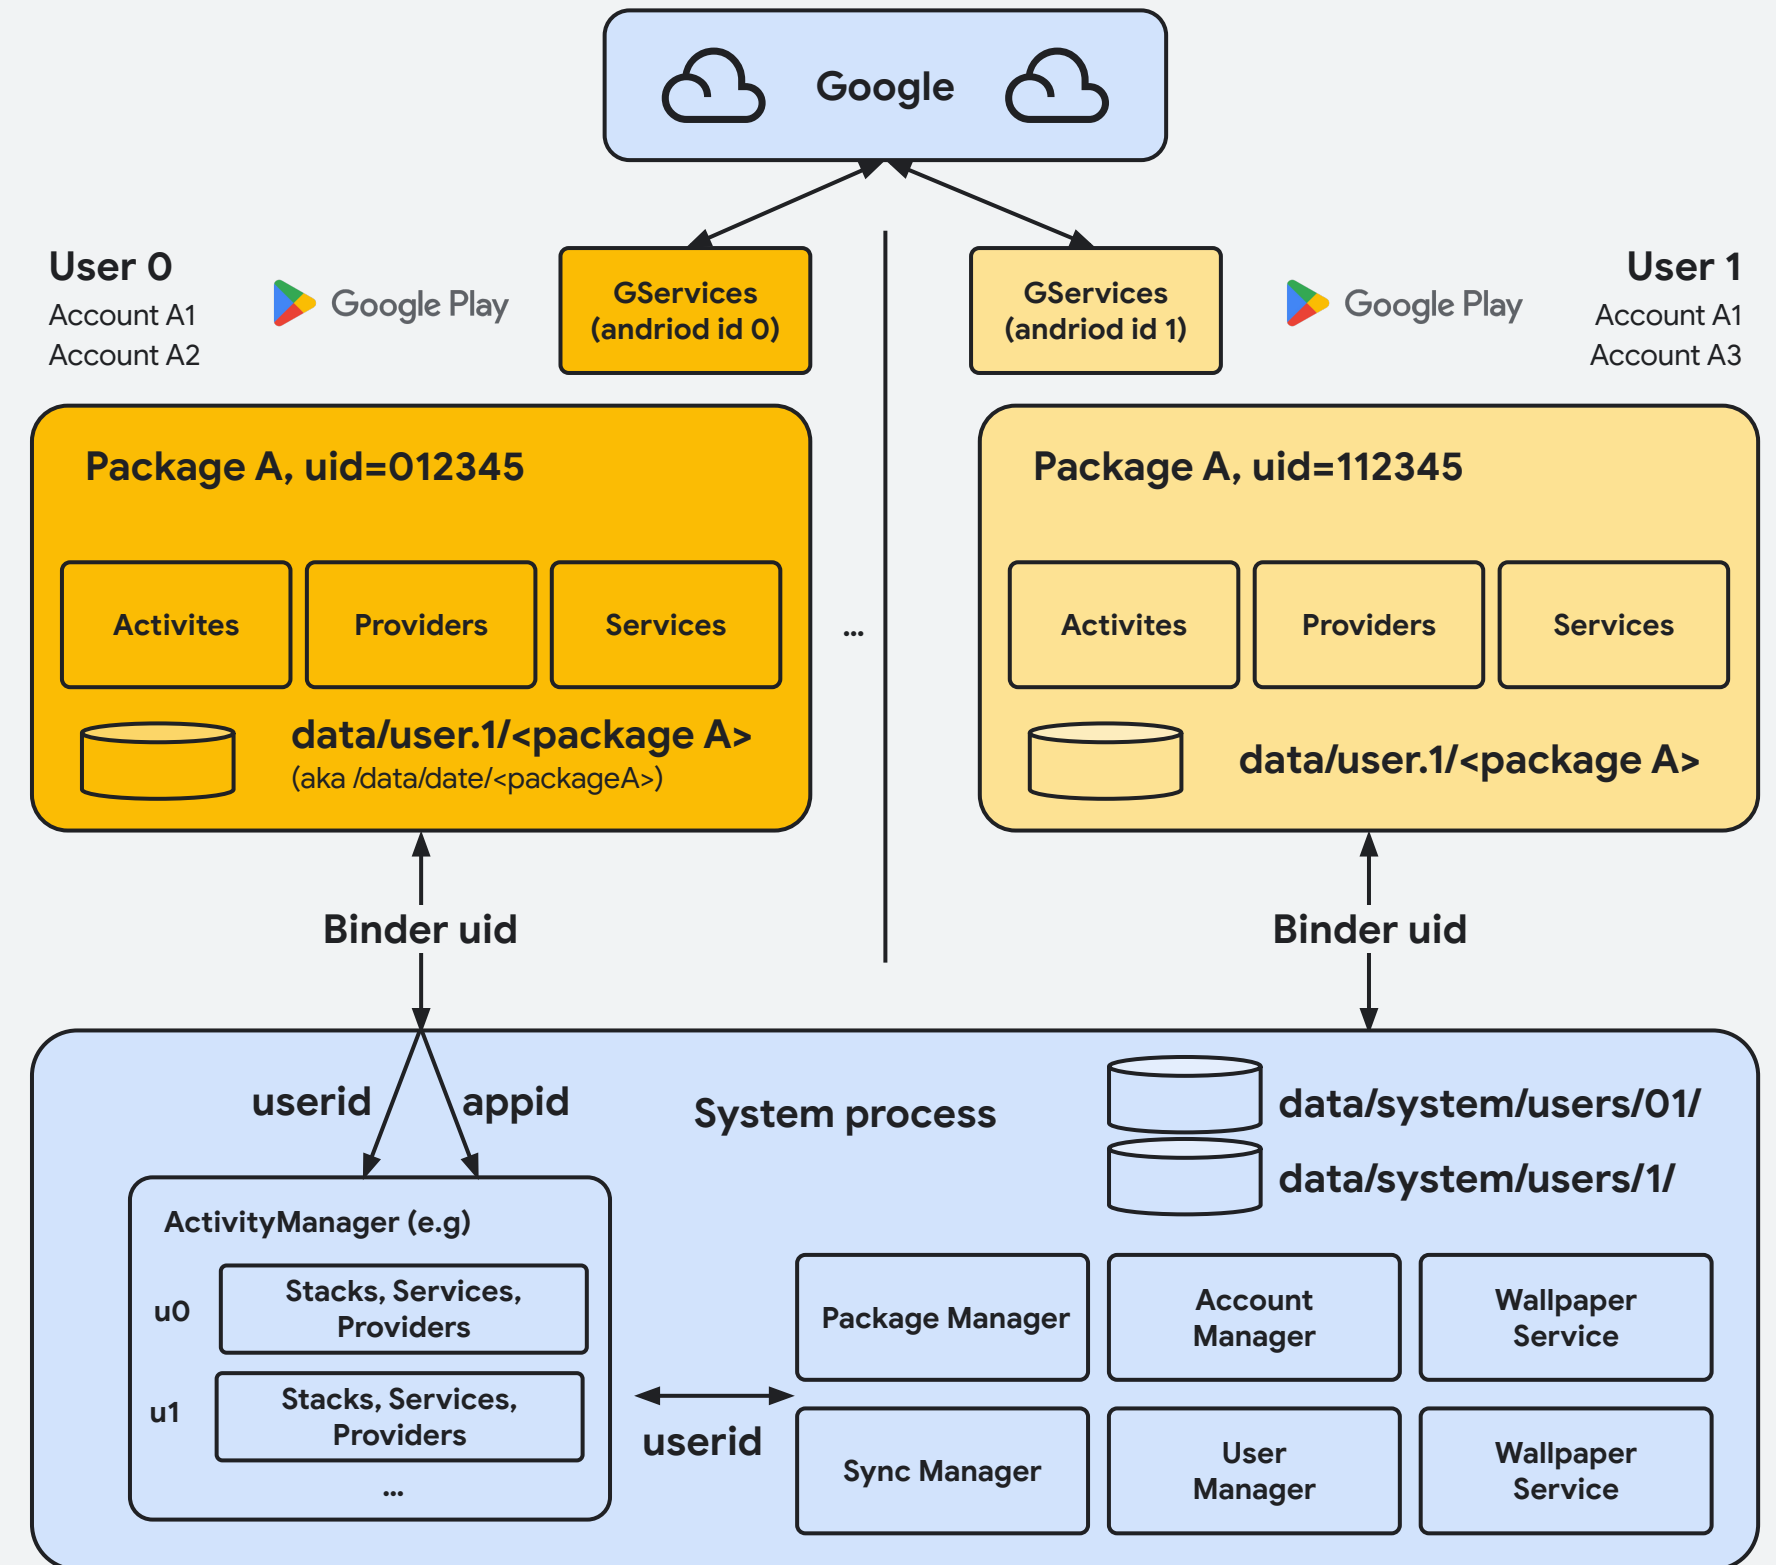 Google
User 0
Account A1
Account A2
Google Play
GServices
(andriod id 0)
GServices
(andriod id 1)
Google Play
User 1
Account A1
Account A3
Package A, uid=012345
Activites
Providers
Services
data/user.1/<package A>
(aka /data/date/<packageA>)
...
Package A, uid=112345
Activites
Providers
Services
data/user.1/<package A>
Binder uid
Binder uid
userid
appid
System process
data/system/users/01/
data/system/users/1/
ActivityManager (e.g)
u0
Stacks, Services,
Providers
u1
Stacks, Services,
Providers
...
userid
Package Manager
Account
Manager
Wallpaper
Service
Sync Manager
User
Manager
Wallpaper
Service